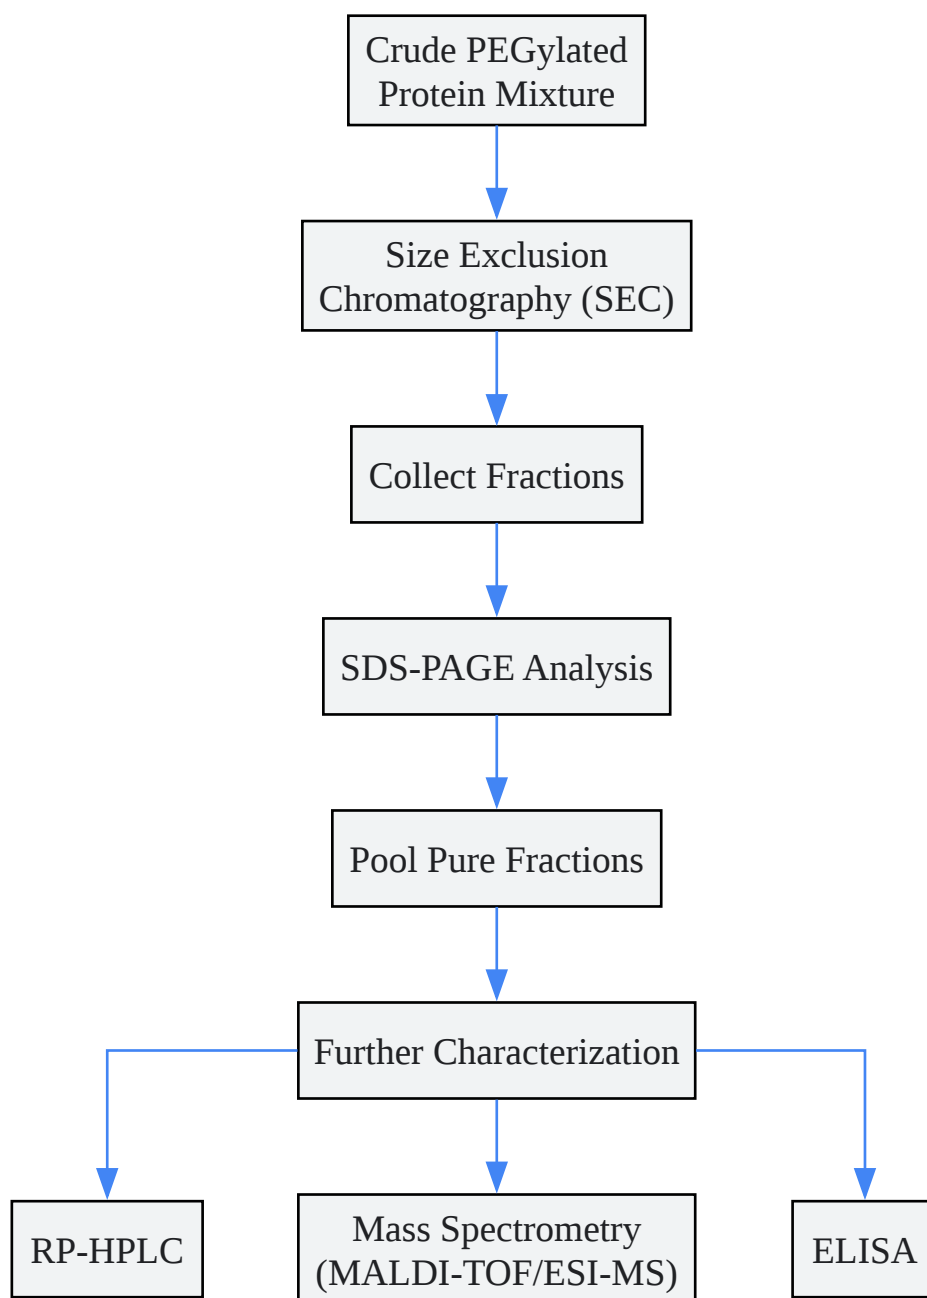 Crude PEGylated
Protein Mixture
Size Exclusion
Chromatography (SEC)
Collect Fractions
SDS-PAGE Analysis
Pool Pure Fractions
Further Characterization
RP-HPLC
Mass Spectrometry
(MALDI-TOF/ESI-MS)
ELISA